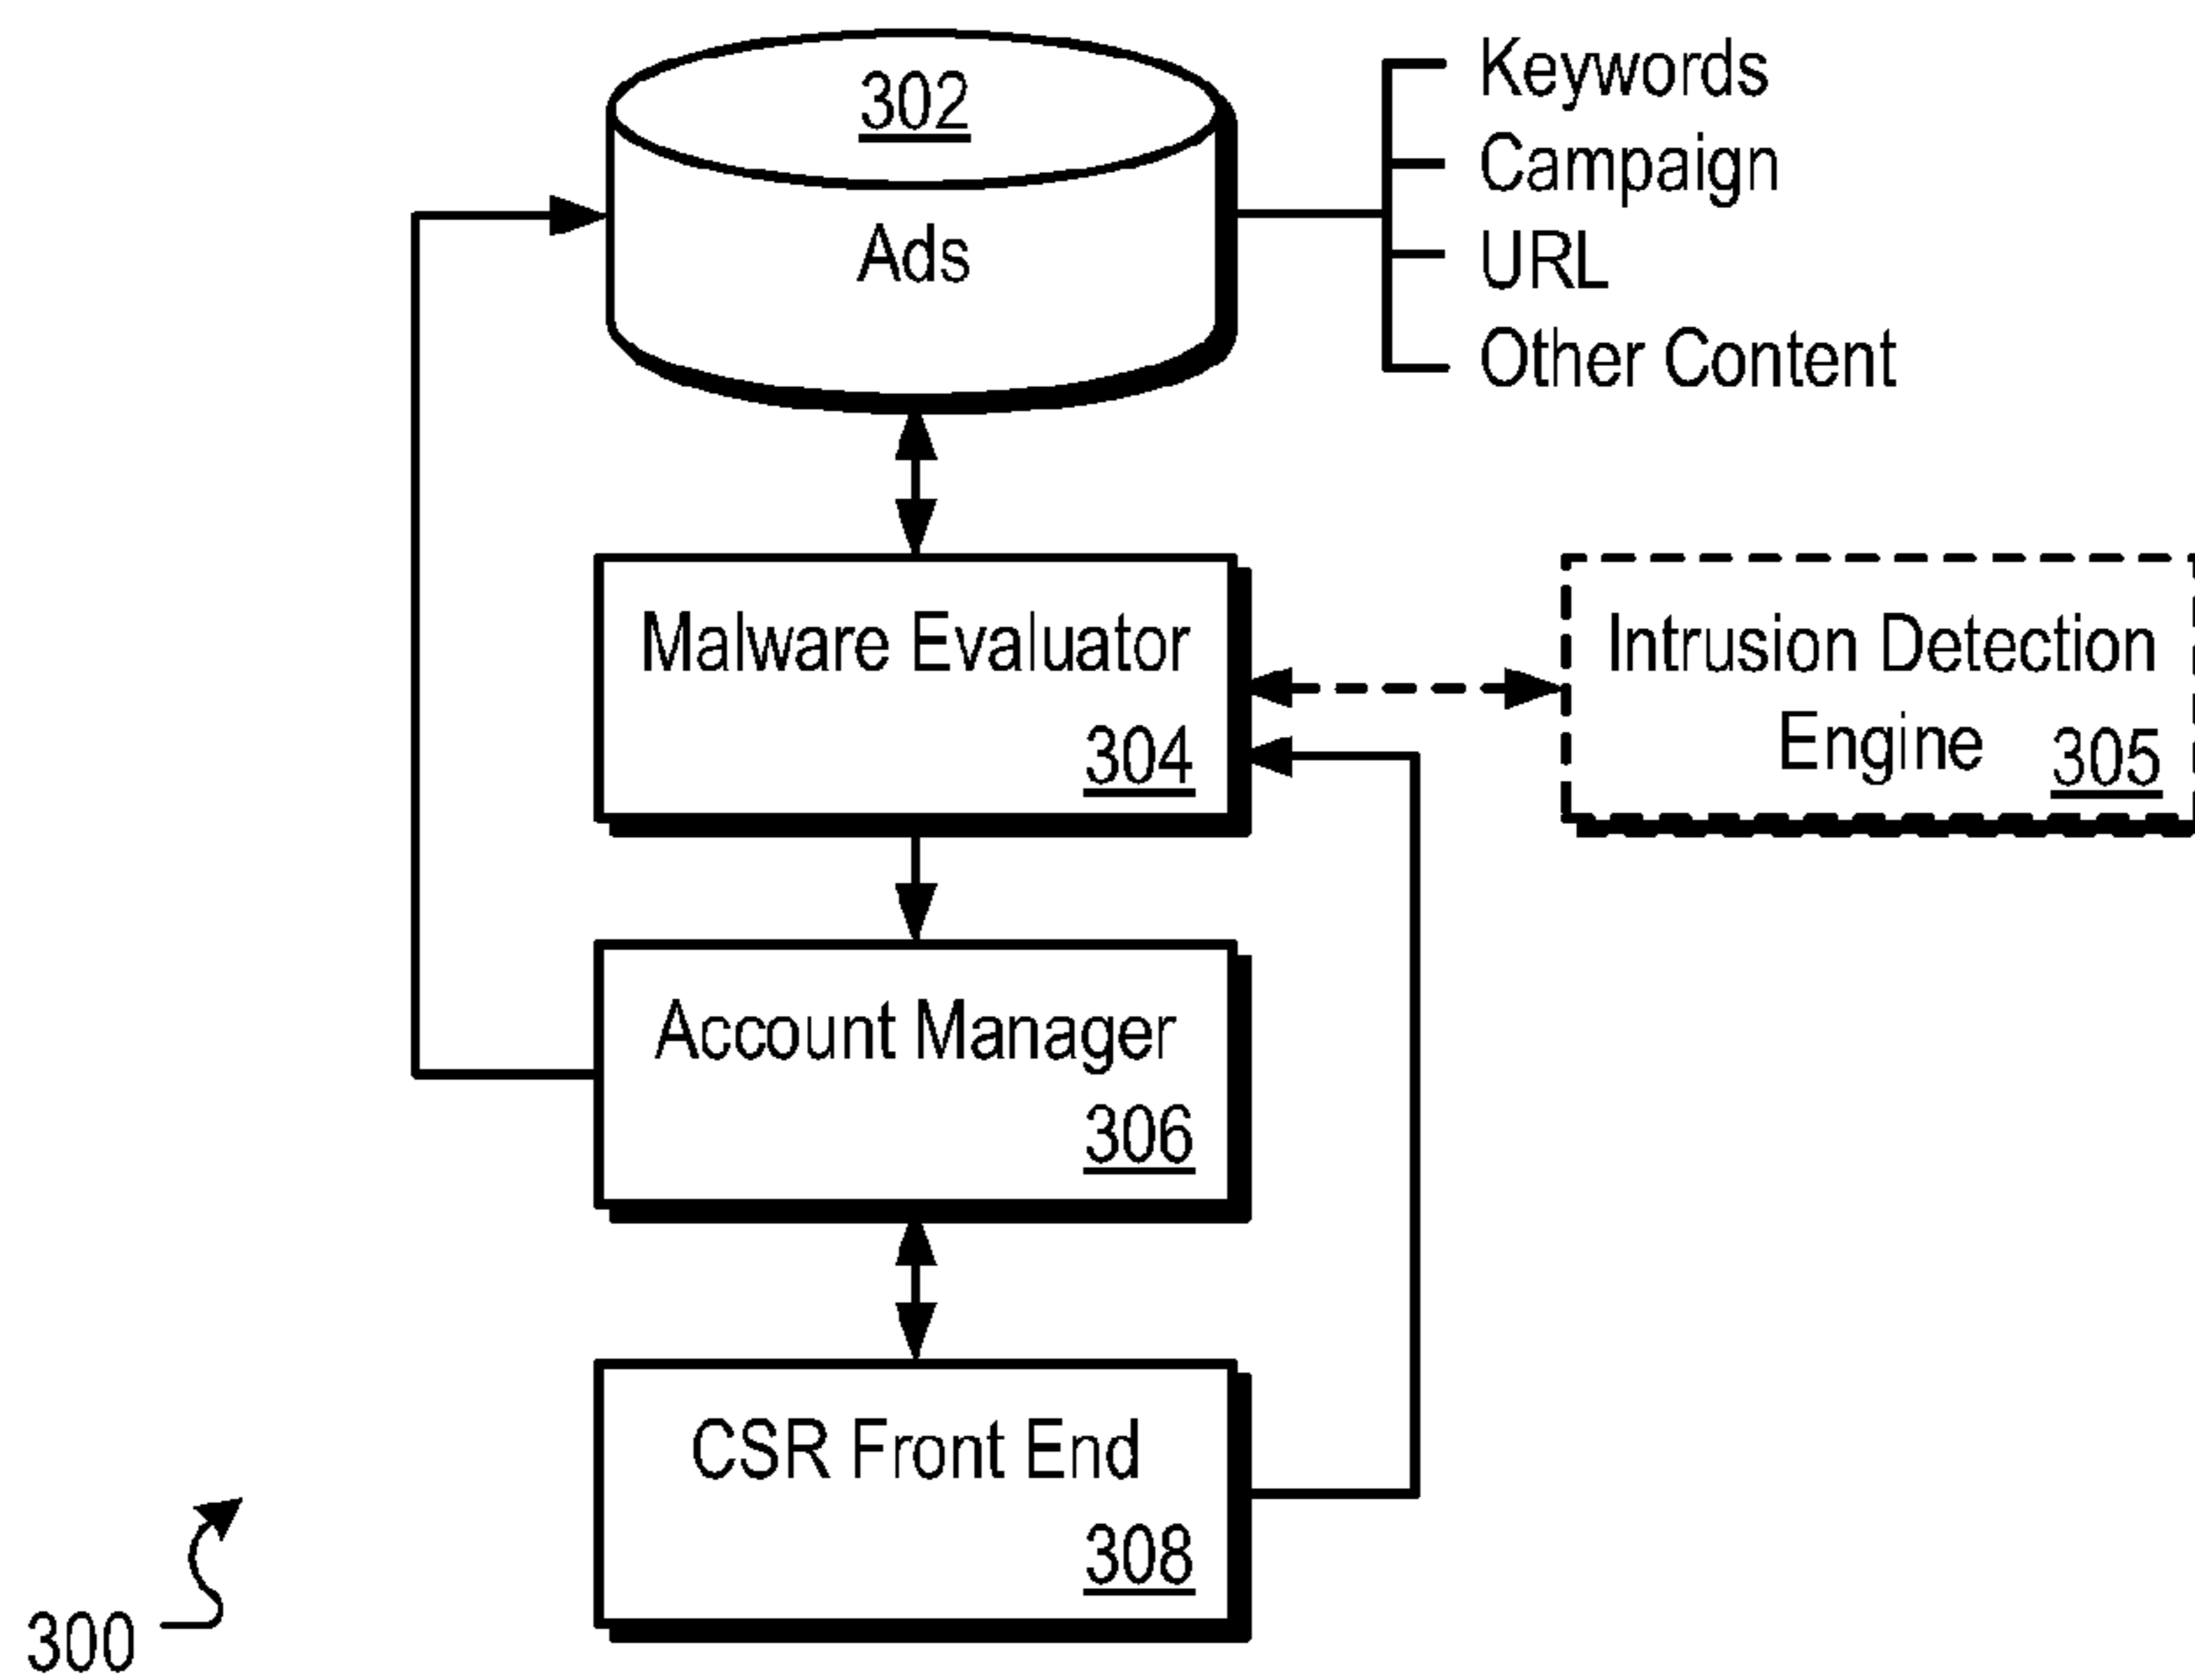 302
Ads
Keywords
Campaign
URL
Other Content
Malware Evaluator
304
Intrusion Detection
Engine 305
Account Manager
306
CSR Front End
308
300